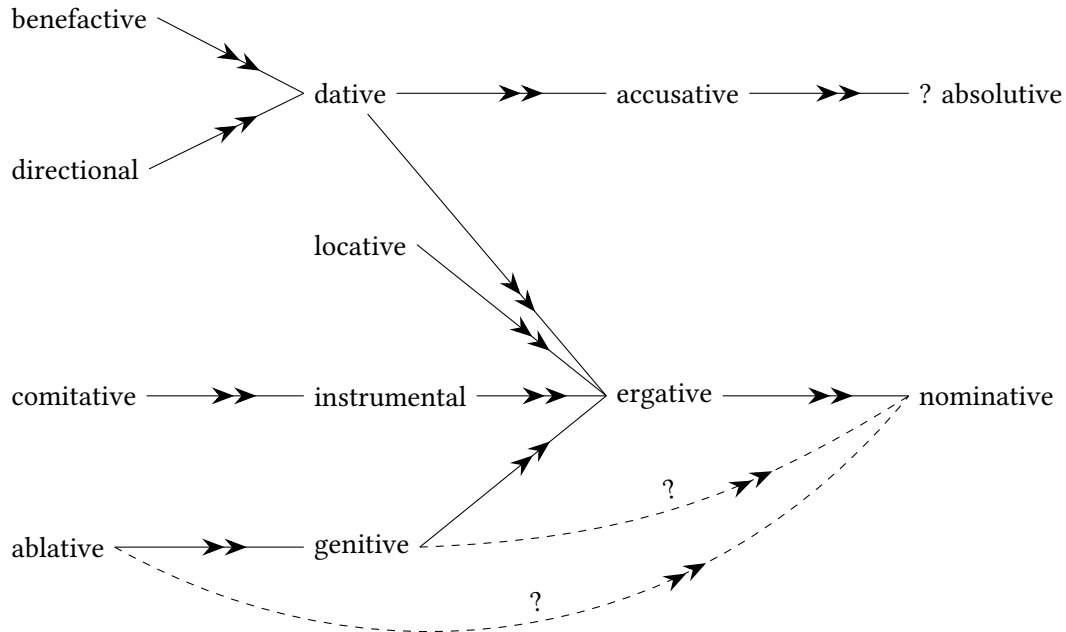 benefactive
dative accusative ? absolutive
directional
locative
comitative instrumental ergative nominative
?
ablative genitive
?